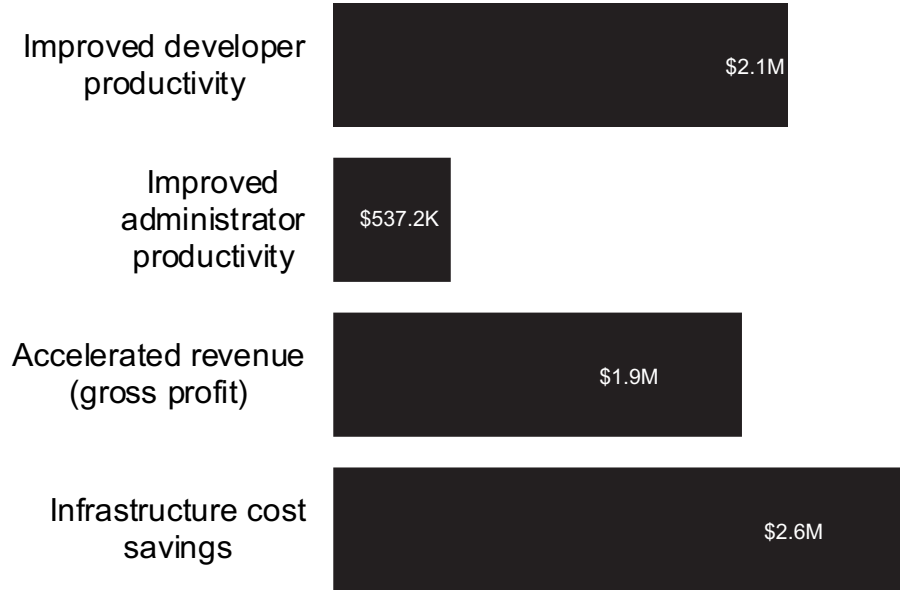 Improved developer
productivity
$2.1M
Improved
administrator
productivity
$537.2K
Accelerated revenue
(gross profit)
$1.9M
Infrastructure cost
savings
$2.6M